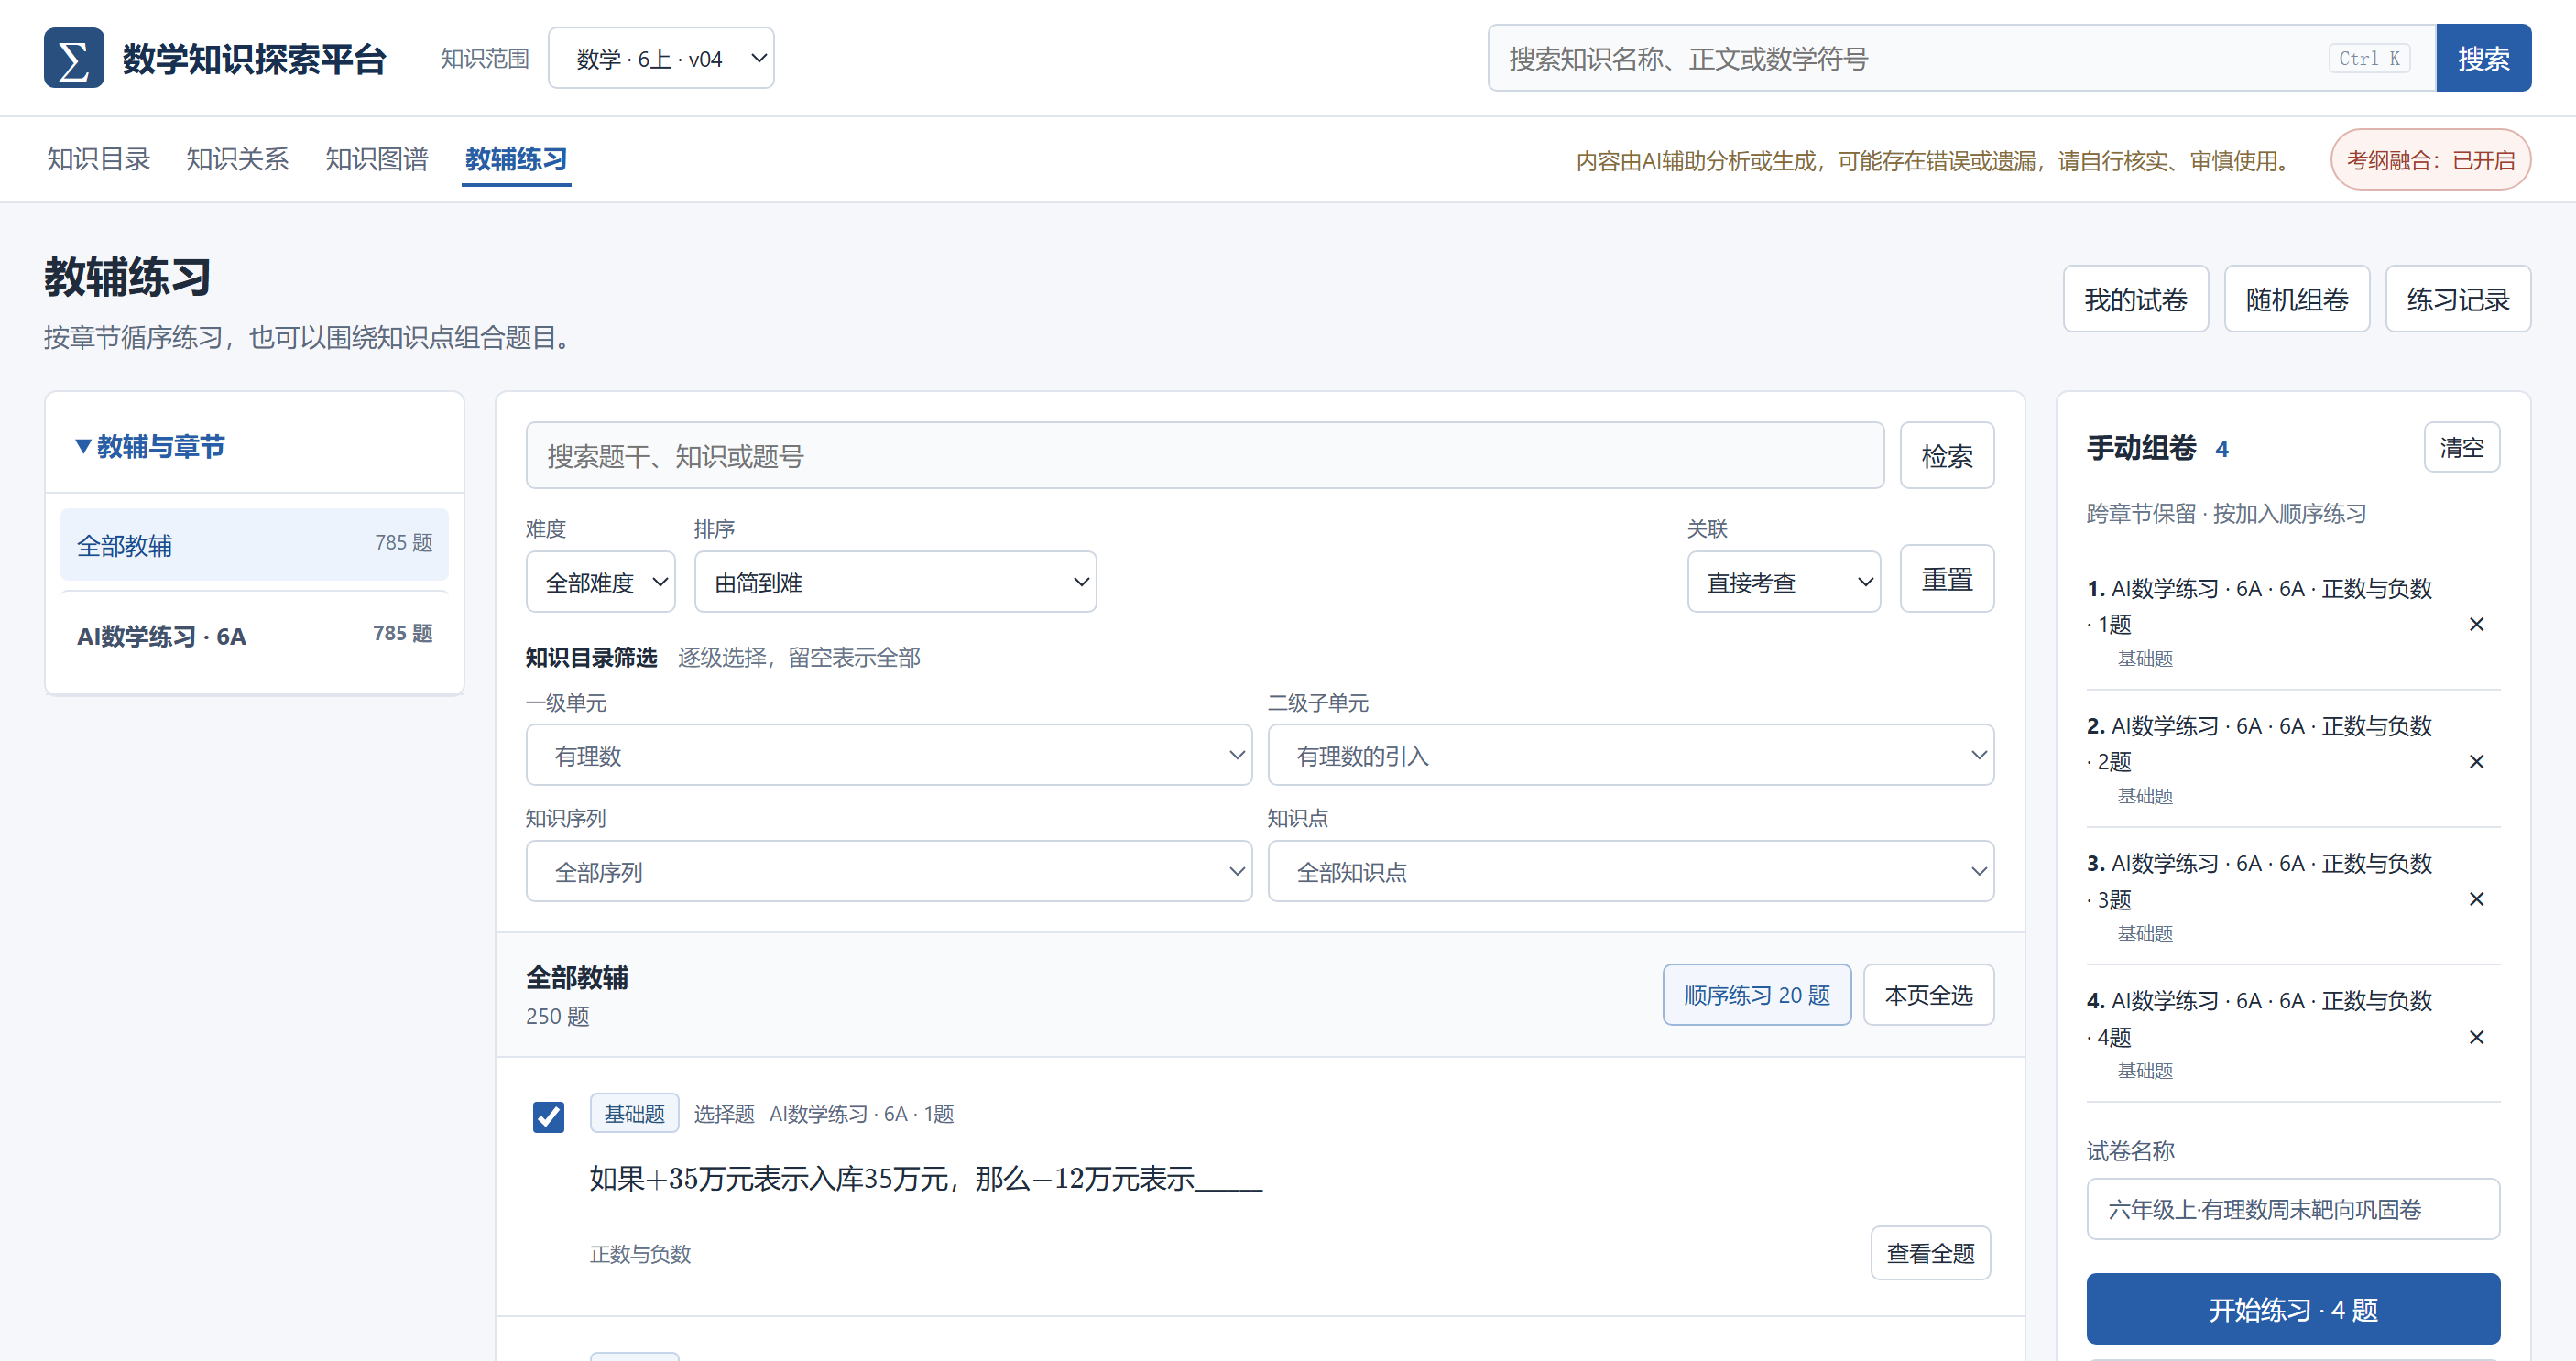 ∑ 数学知识探索平台
知识范围
数学 · 6上 · v04
搜索知识名称、正文或数学符号
Ctrl K
搜索
知识目录
知识关系
知识图谱
教辅练习
内容由AI辅助分析或生成，可能存在错误或遗漏，请自行核实、审慎使用。
考纲融合：已开启
教辅练习
按章节循序练习，也可以围绕知识点组合题目。
我的试卷
随机组卷
练习记录
▼教辅与章节
全部教辅 785 题
AI数学练习 · 6A 785 题
搜索题干、知识或题号
检索
难度
全部难度
排序
由简到难
关联
直接考查
重置
知识目录筛选 逐级选择，留空表示全部
一级单元
有理数
二级子单元
有理数的引入
知识序列
全部序列
知识点
全部知识点
全部教辅
250 题
顺序练习 20 题
本页全选
基础题 选择题 AI数学练习 · 6A · 1题
如果+35万元表示入库35万元，那么−12万元表示______
正数与负数
查看全题
手动组卷 4
清空
跨章节保留 · 按加入顺序练习
1. AI数学练习 · 6A · 6A · 正数与负数
· 1题
×
基础题
2. AI数学练习 · 6A · 6A · 正数与负数
· 2题
×
基础题
3. AI数学练习 · 6A · 6A · 正数与负数
· 3题
×
基础题
4. AI数学练习 · 6A · 6A · 正数与负数
· 4题
×
基础题
试卷名称
六年级上·有理数周末靶向巩固卷
开始练习 · 4 题